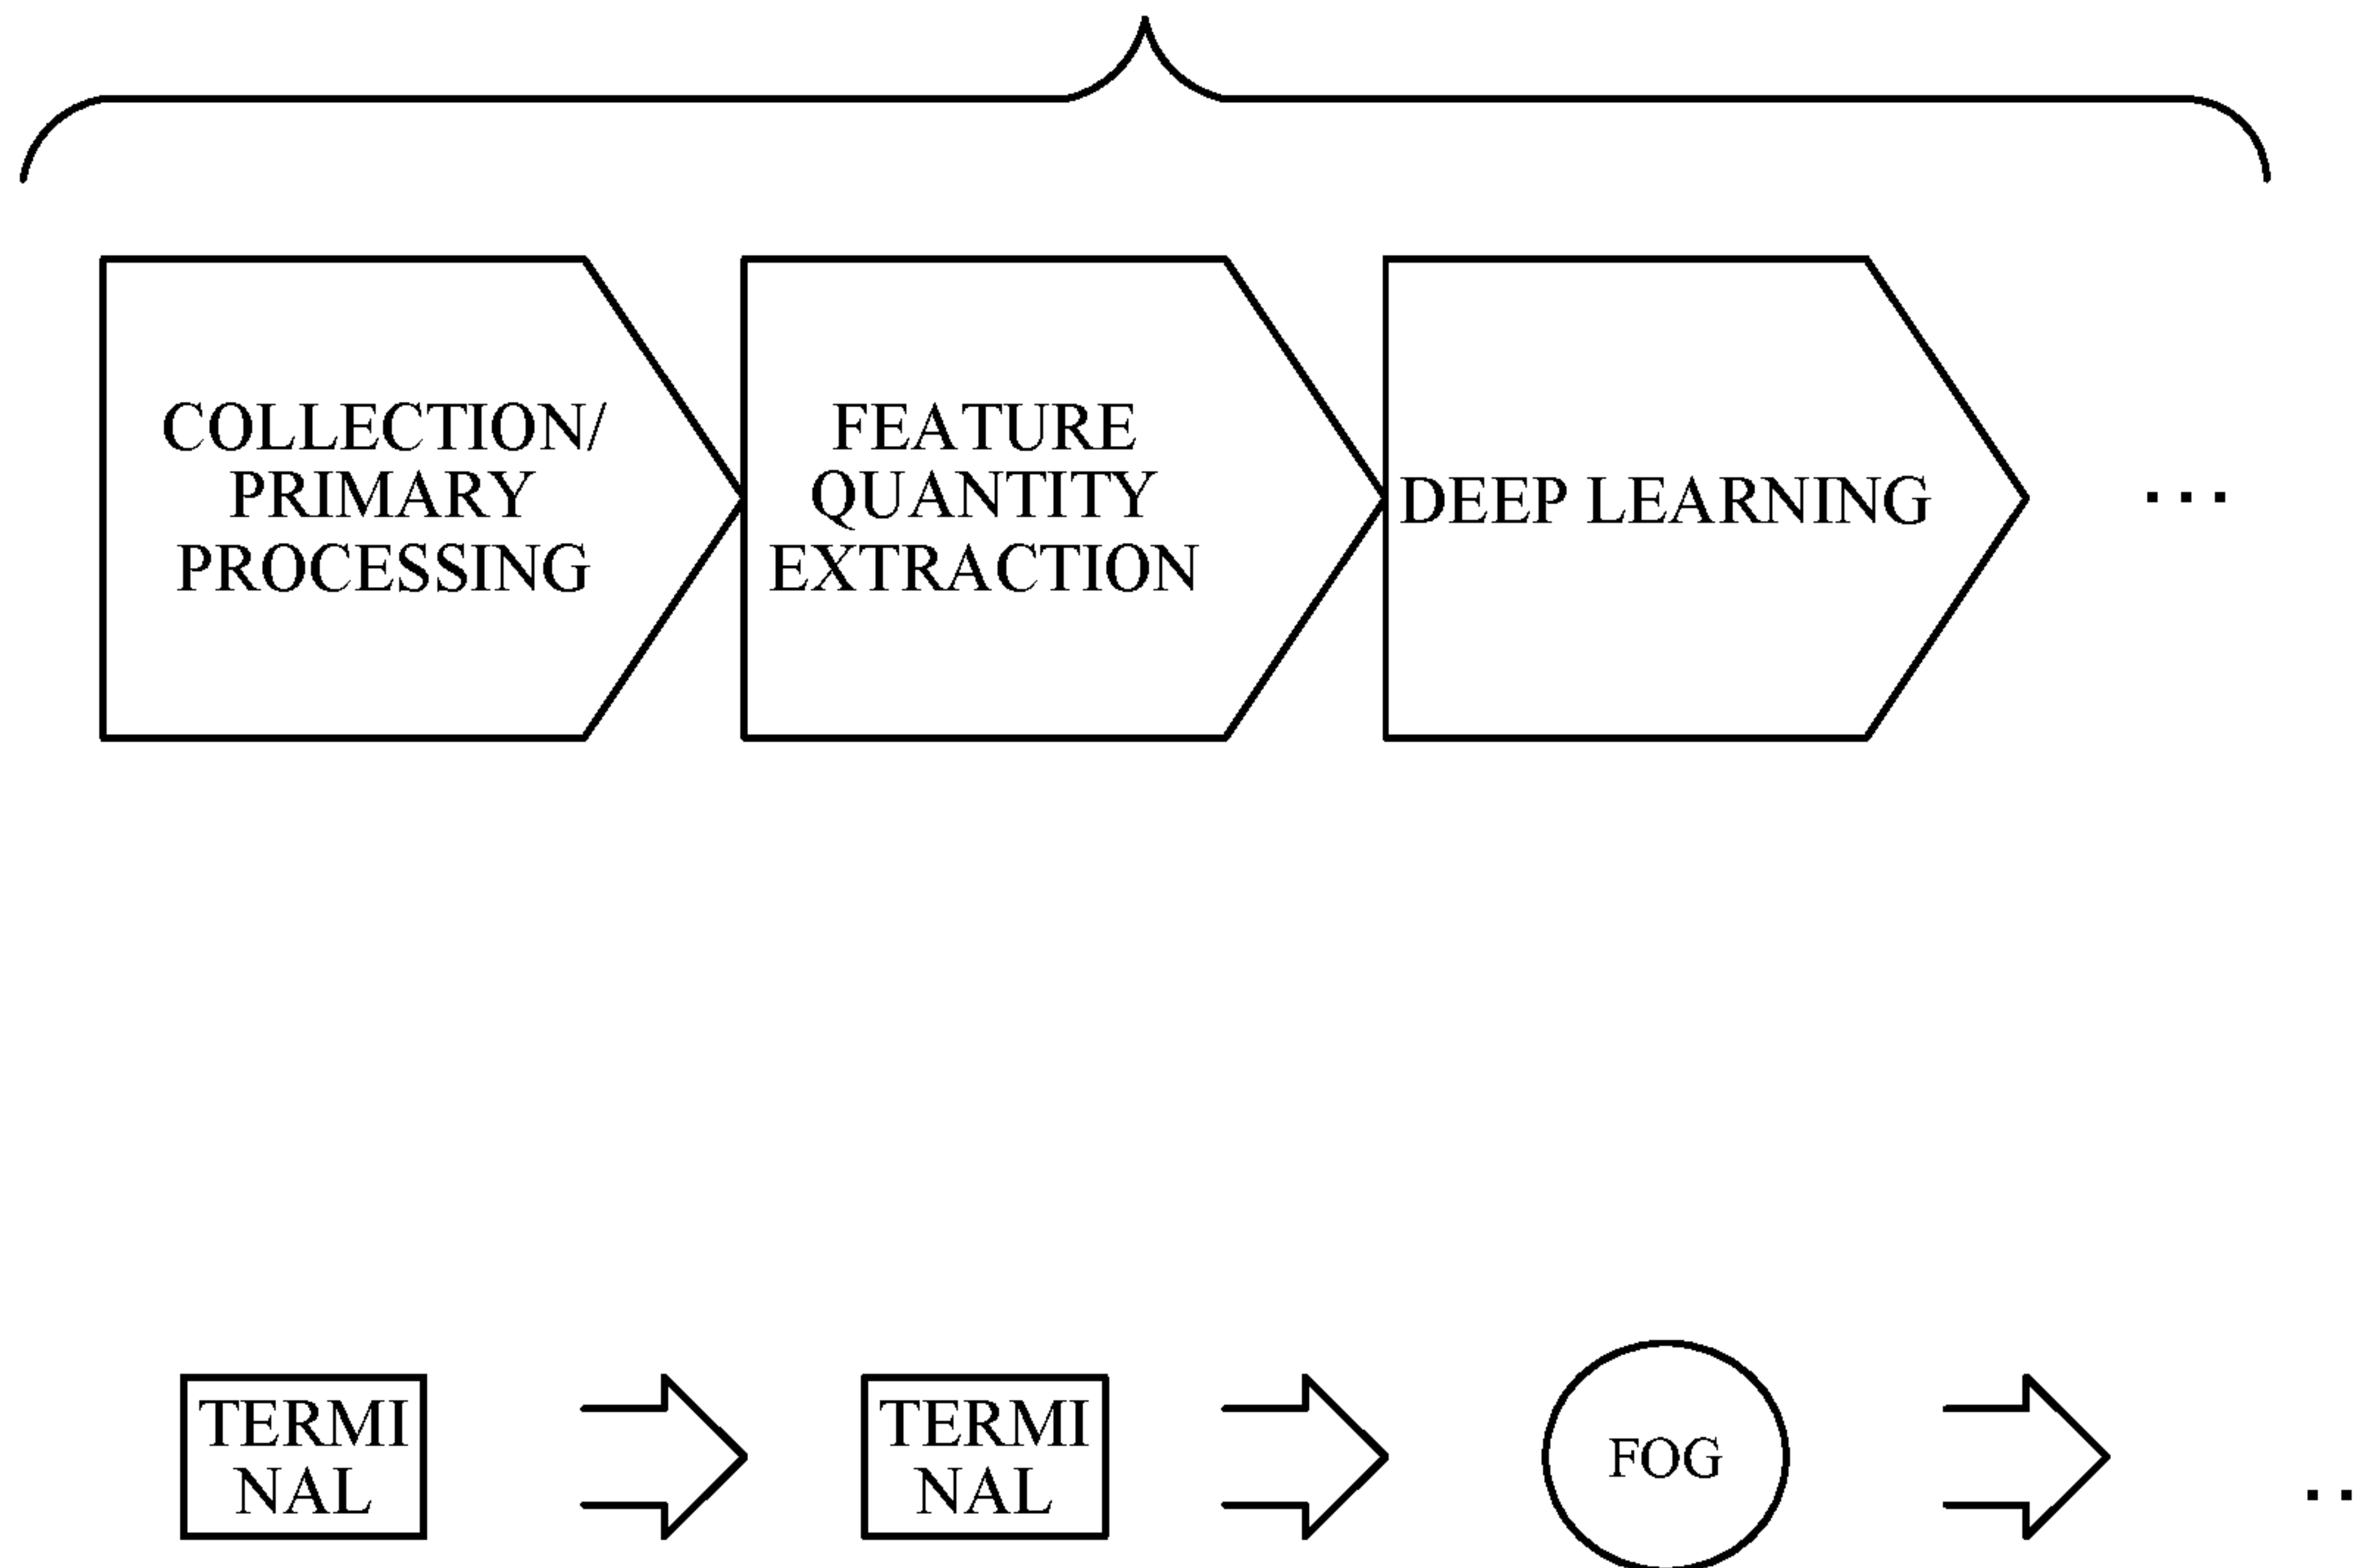 COLLECTION/
PRIMARY
PROCESSING
FEATURE
QUANTITY
EXTRACTION
DEEP LEARNING
...
TERMI
NAL
TERMI
NAL
FOG
..